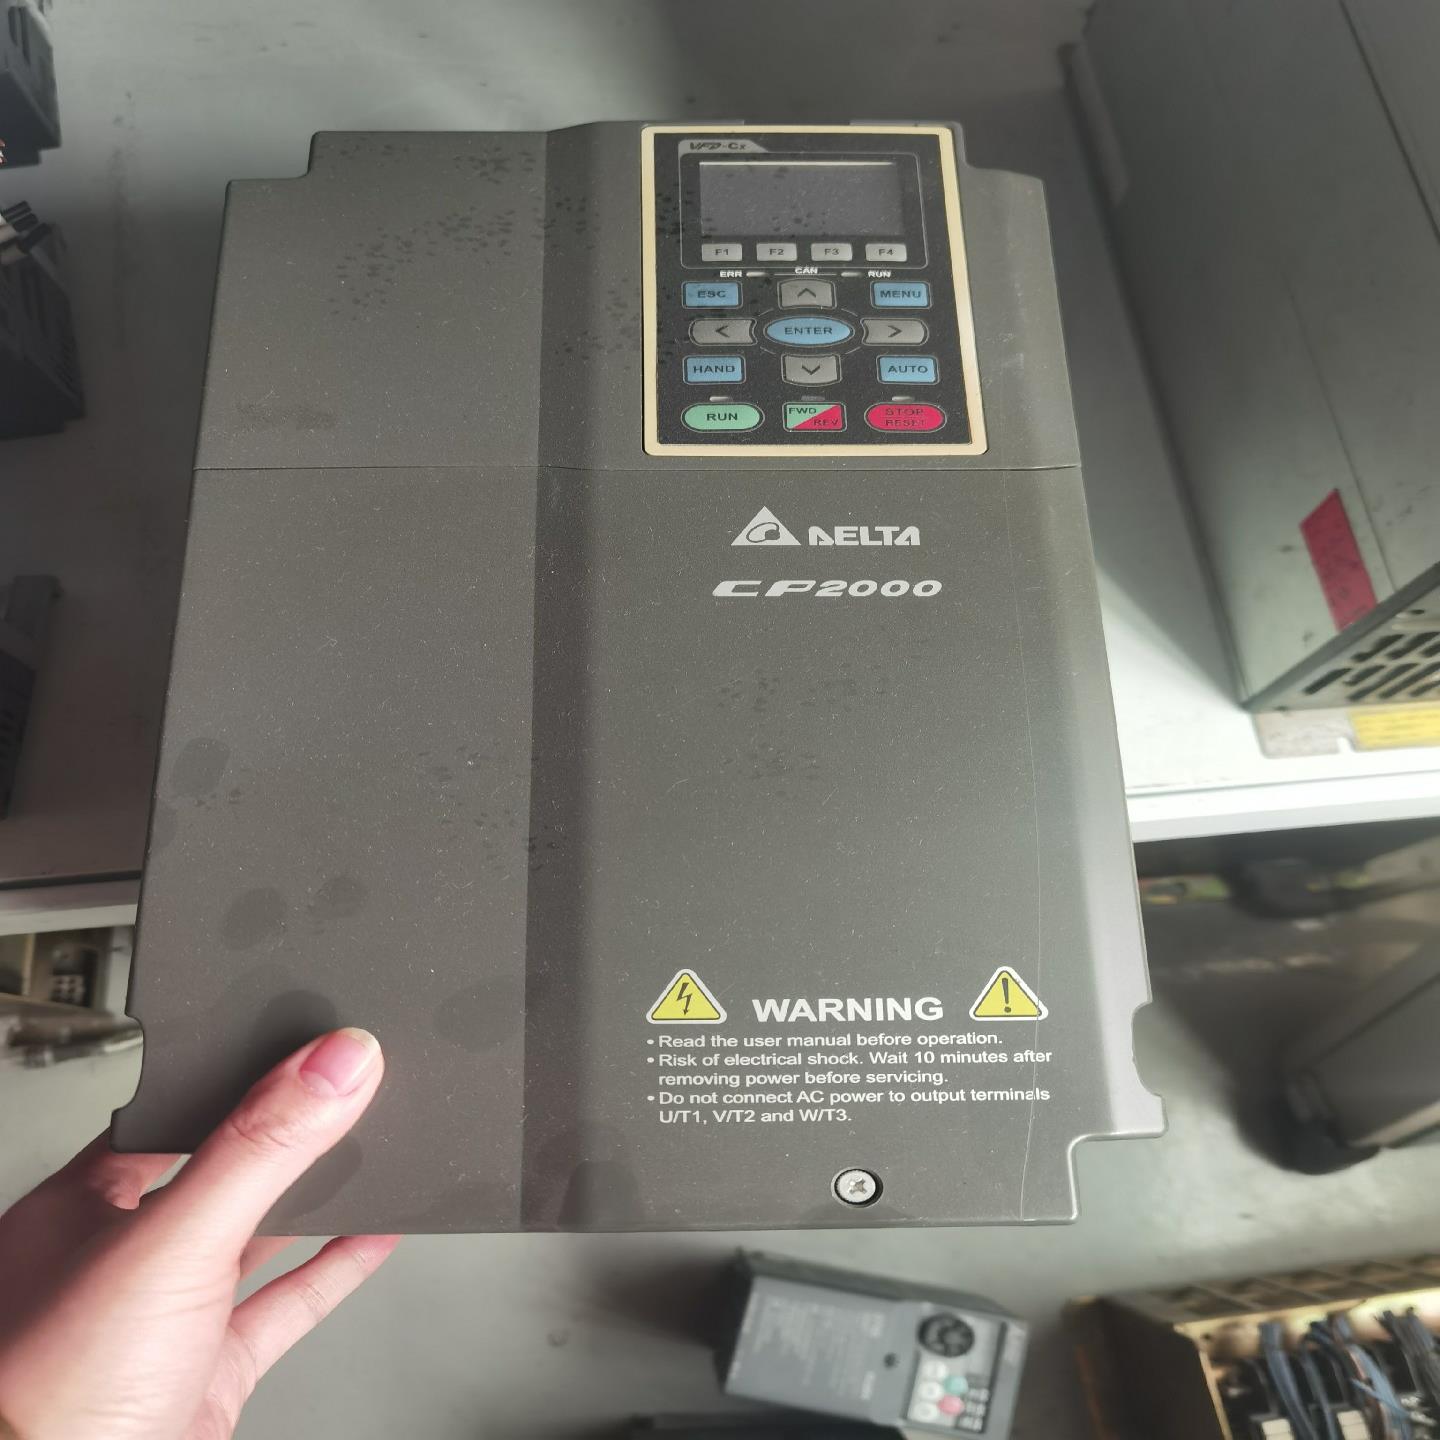 VFD-Cx
F1 F2 F3 F4
ERR CAN RUN
ESC MENU
ENTER
HAND AUTO
RUN FWD REV STOP RESET
DELTA
CP2000
WARNING
• Read the user manual before operation.
• Risk of electrical shock. Wait 10 minutes after
removing power before servicing.
• Do not connect AC power to output terminals
U/T1, V/T2 and W/T3.